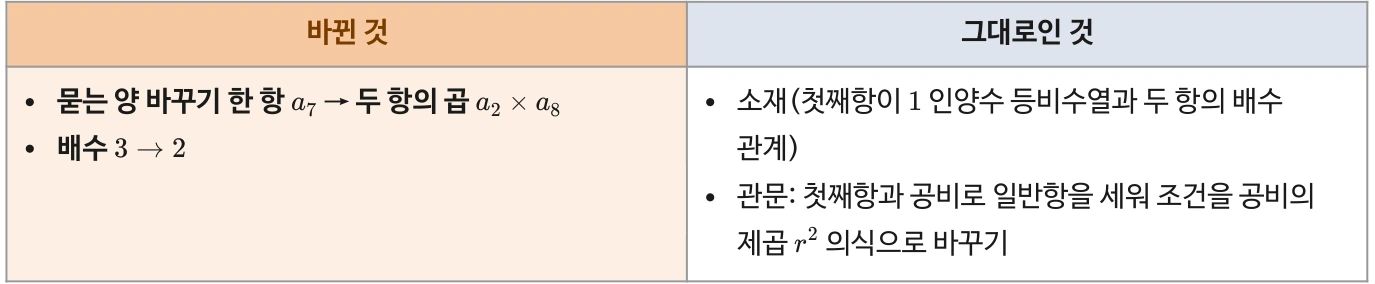 바뀐 것
그대로인 것
• 묻는 양 바꾸기 한 항 a₇ → 두 항의 곱 a₂ × a₈
• 배수 3 → 2
• 소재(첫째항이 1 인양수 등비수열과 두 항의 배수
관계)
• 관문: 첫째항과 공비로 일반항을 세워 조건을 공비의
제곱 r² 의식으로 바꾸기